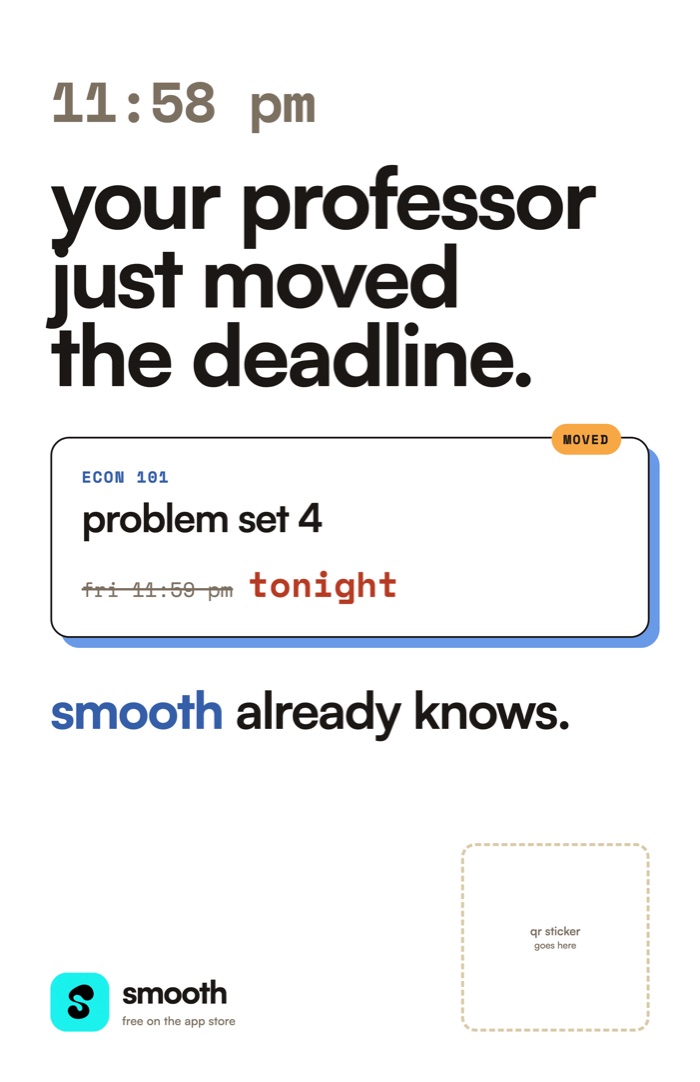 11:58 pm
your professor
just moved
the deadline.
MOVED
ECON 101
problem set 4
fri 11:59 pm tonight
smooth already knows.
qr sticker
goes here
smooth
free on the app store